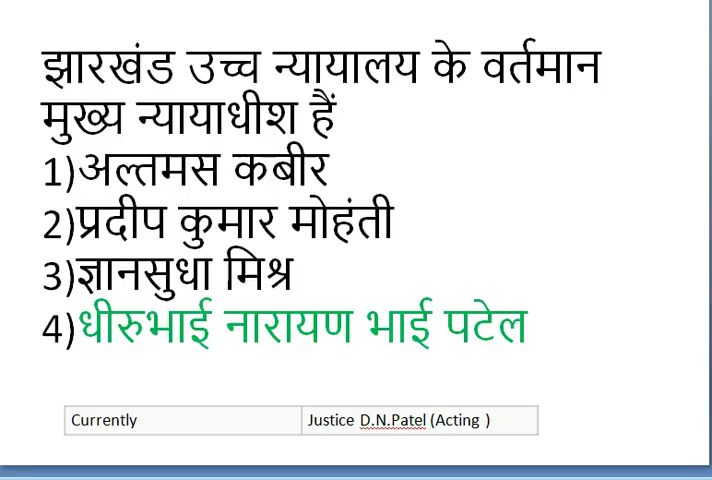 झारखंड उच्च न्यायालय के वर्तमान
मुख्य न्यायाधीश हैं
1)अल्तमस कबीर
2)प्रदीप कुमार मोहंती
3)ज्ञानसुधा मिश्र
4)धीरुभाई नारायण भाई पटेल
Currently Justice D.N.Patel (Acting )